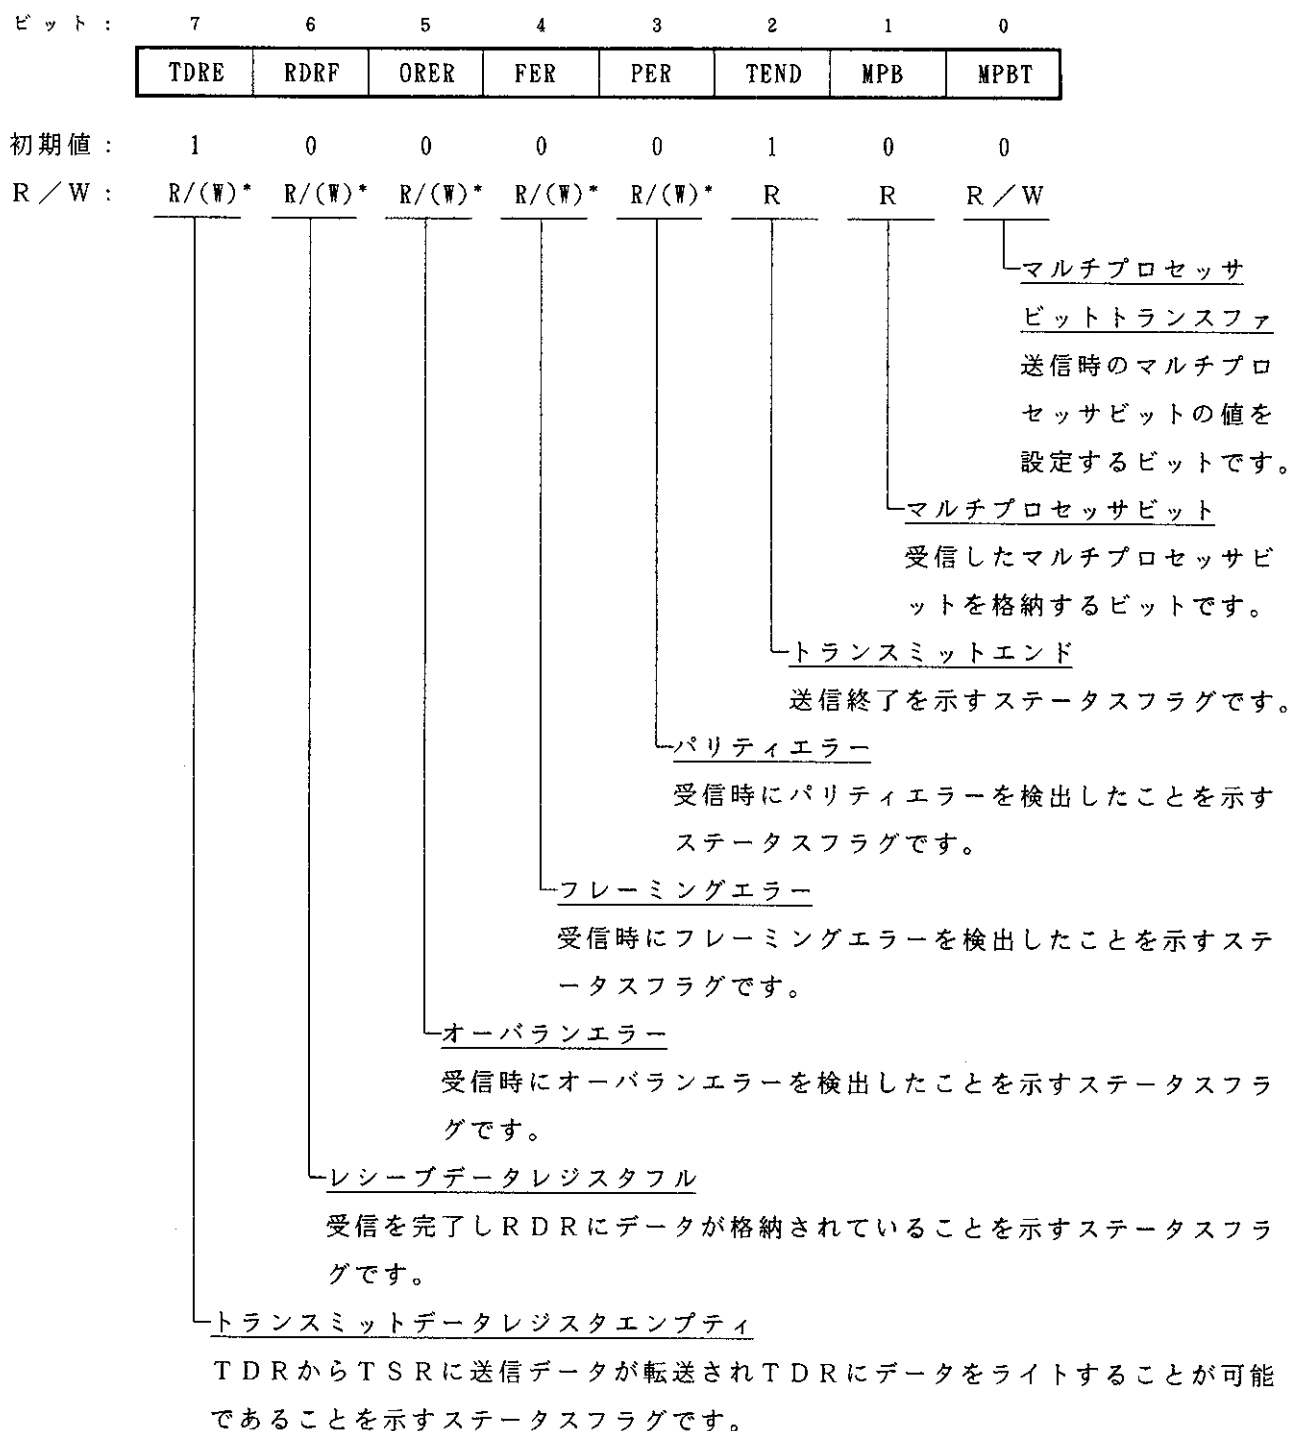 ビット： 7 6 5 4 3 2 1 0
TDRE RDRF ORER FER PER TEND MPB MPBT
初期値： 1 0 0 0 0 1 0 0
R／W： R/(W)* R/(W)* R/(W)* R/(W)* R/(W)* R R R／W
マルチプロセッサ
ビットトランスファ
送信時のマルチプロ
セッサビットの値を
設定するビットです。
マルチプロセッサビット
受信したマルチプロセッサビ
ットを格納するビットです。
トランスミットエンド
送信終了を示すステータスフラグです。
パリティエラー
受信時にパリティエラーを検出したことを示す
ステータスフラグです。
フレーミングエラー
受信時にフレーミングエラーを検出したことを示すステ
ータスフラグです。
オーバランエラー
受信時にオーバランエラーを検出したことを示すステータスフラ
グです。
レシーブデータレジスタフル
受信を完了しRDRにデータが格納されていることを示すステータスフラ
グです。
トランスミットデータレジスタエンプティ
TDRからTSRに送信データが転送されTDRにデータをライトすることが可能
であることを示すステータスフラグです。